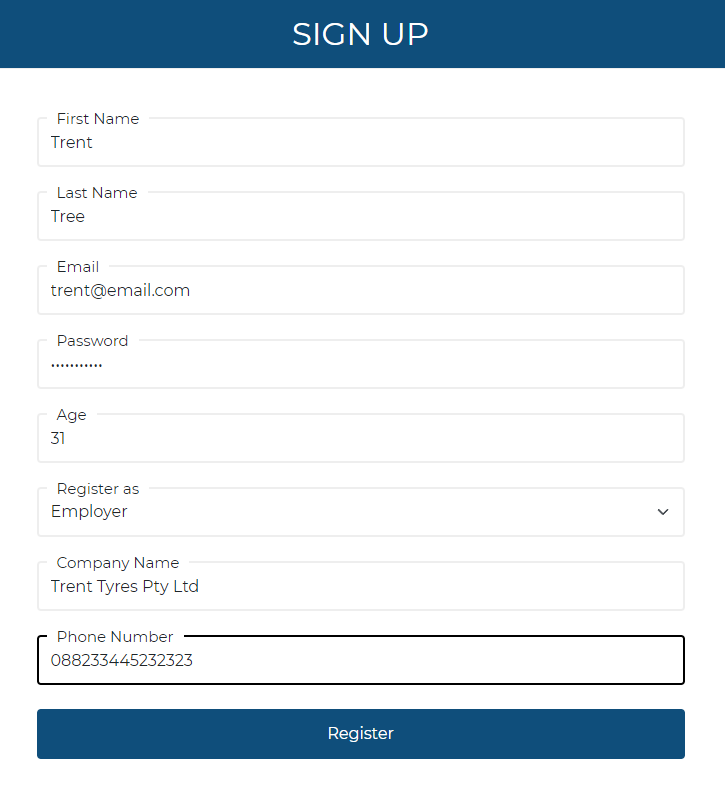 SIGN UP
First Name
Trent
Last Name
Tree
Email
trent@email.com
Password
···········
Age
31
Register as
Employer
Company Name
Trent Tyres Pty Ltd
Phone Number
088233445232323
Register